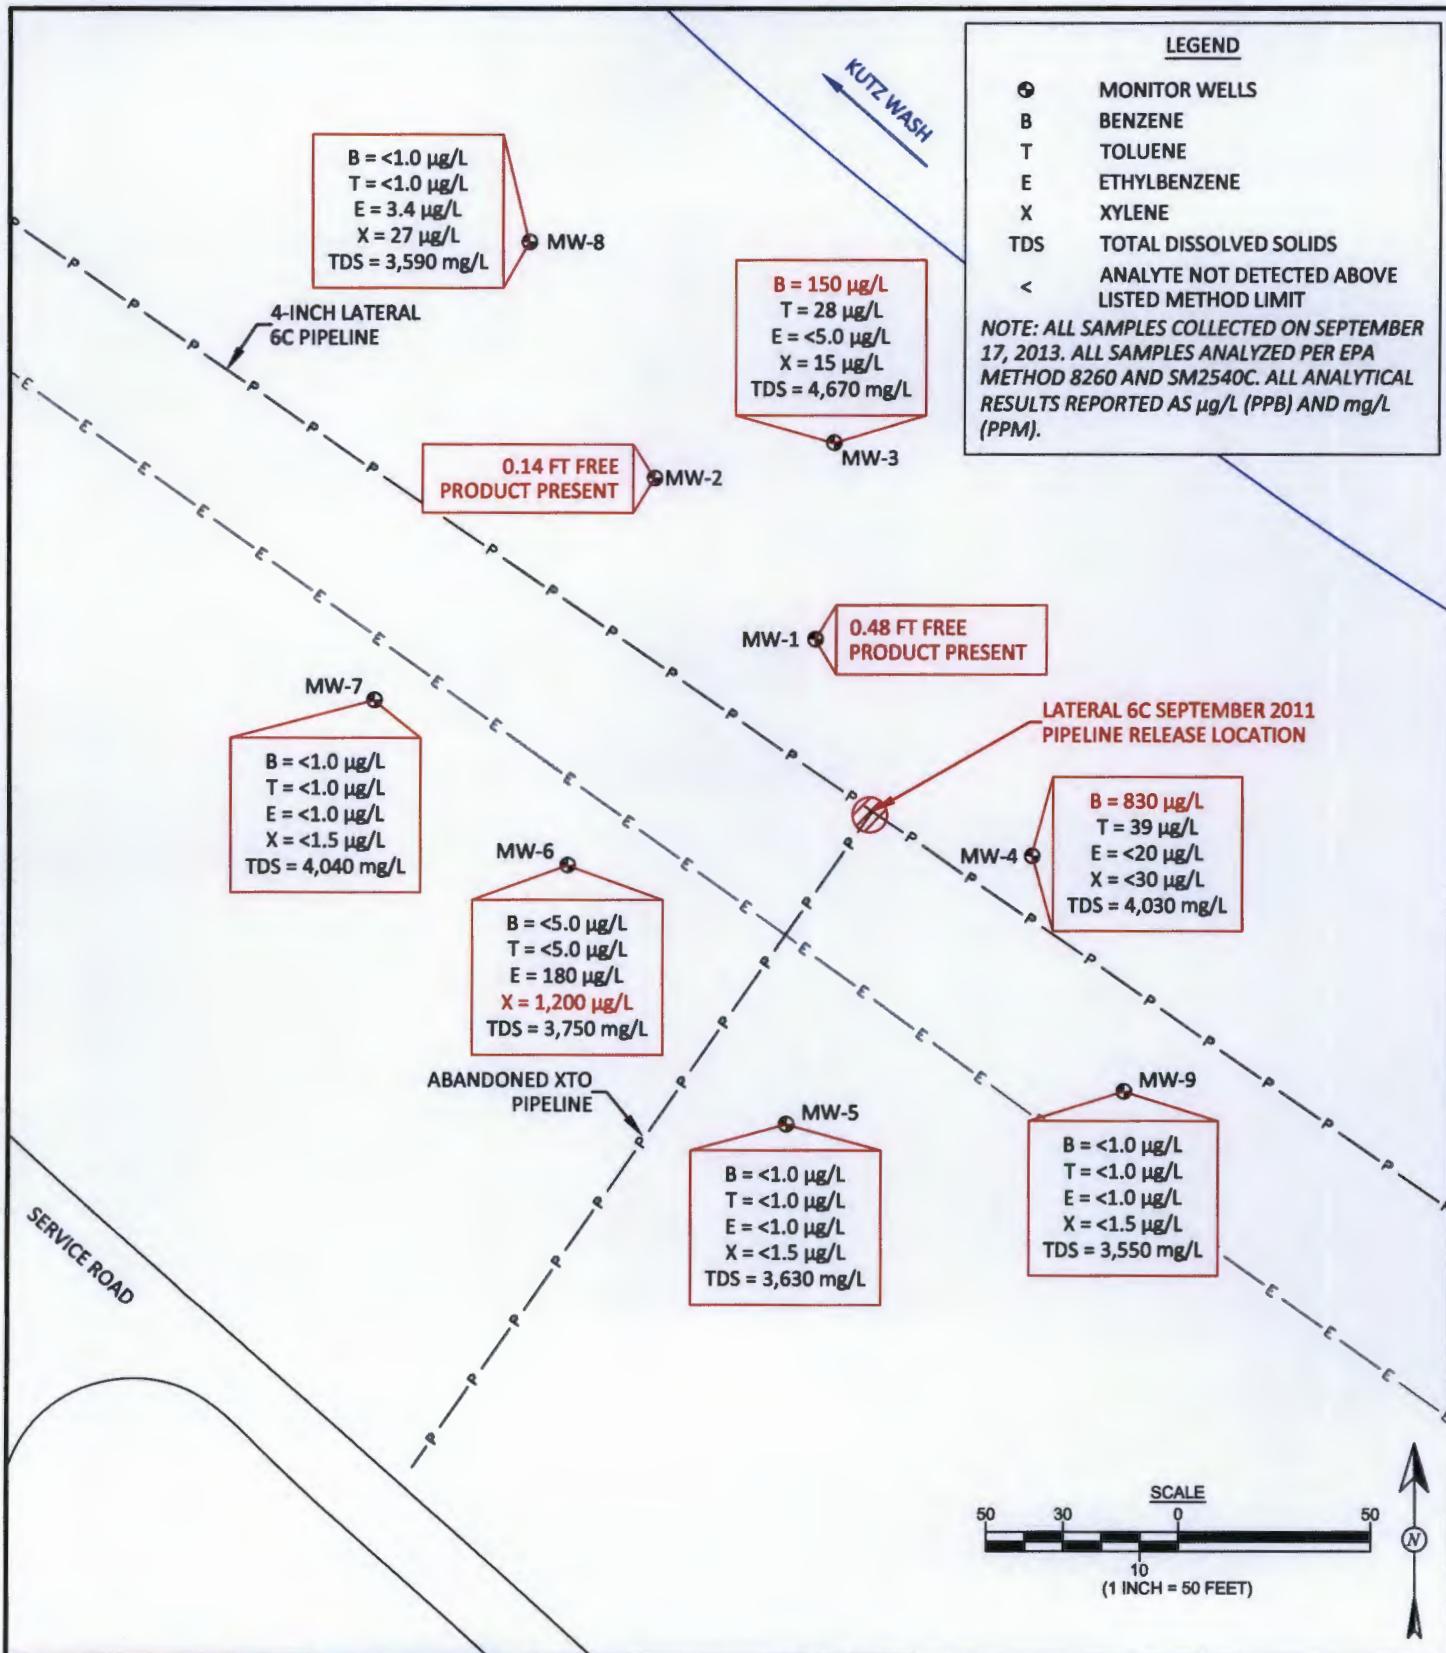 LEGEND
MONITOR WELLS
B BENZENE
T TOLUENE
E ETHYLBENZENE
X XYLENE
TDS TOTAL DISSOLVED SOLIDS
< ANALYTE NOT DETECTED ABOVE
LISTED METHOD LIMIT
NOTE: ALL SAMPLES COLLECTED ON SEPTEMBER
17, 2013. ALL SAMPLES ANALYZED PER EPA
METHOD 8260 AND SM2540C. ALL ANALYTICAL
RESULTS REPORTED AS µg/L (PPB) AND mg/L
(PPM).
KUTZ WASH
B = <1.0 µg/L
T = <1.0 µg/L
E = 3.4 µg/L
X = 27 µg/L
TDS = 3,590 mg/L
MW-8
4-INCH LATERAL
6C PIPELINE
B = 150 µg/L
T = 28 µg/L
E = <5.0 µg/L
X = 15 µg/L
TDS = 4,670 mg/L
MW-3
0.14 FT FREE
PRODUCT PRESENT
MW-2
MW-1
0.48 FT FREE
PRODUCT PRESENT
MW-7
B = <1.0 µg/L
T = <1.0 µg/L
E = <1.0 µg/L
X = <1.5 µg/L
TDS = 4,040 mg/L
LATERAL 6C SEPTEMBER 2011
PIPELINE RELEASE LOCATION
MW-4
B = 830 µg/L
T = 39 µg/L
E = <20 µg/L
X = <30 µg/L
TDS = 4,030 mg/L
MW-6
B = <5.0 µg/L
T = <5.0 µg/L
E = 180 µg/L
X = 1,200 µg/L
TDS = 3,750 mg/L
ABANDONED XTO
PIPELINE
MW-5
B = <1.0 µg/L
T = <1.0 µg/L
E = <1.0 µg/L
X = <1.5 µg/L
TDS = 3,630 mg/L
MW-9
B = <1.0 µg/L
T = <1.0 µg/L
E = <1.0 µg/L
X = <1.5 µg/L
TDS = 3,550 mg/L
SERVICE ROAD
SCALE
50 30 0 50
10
(1 INCH = 50 FEET)
N